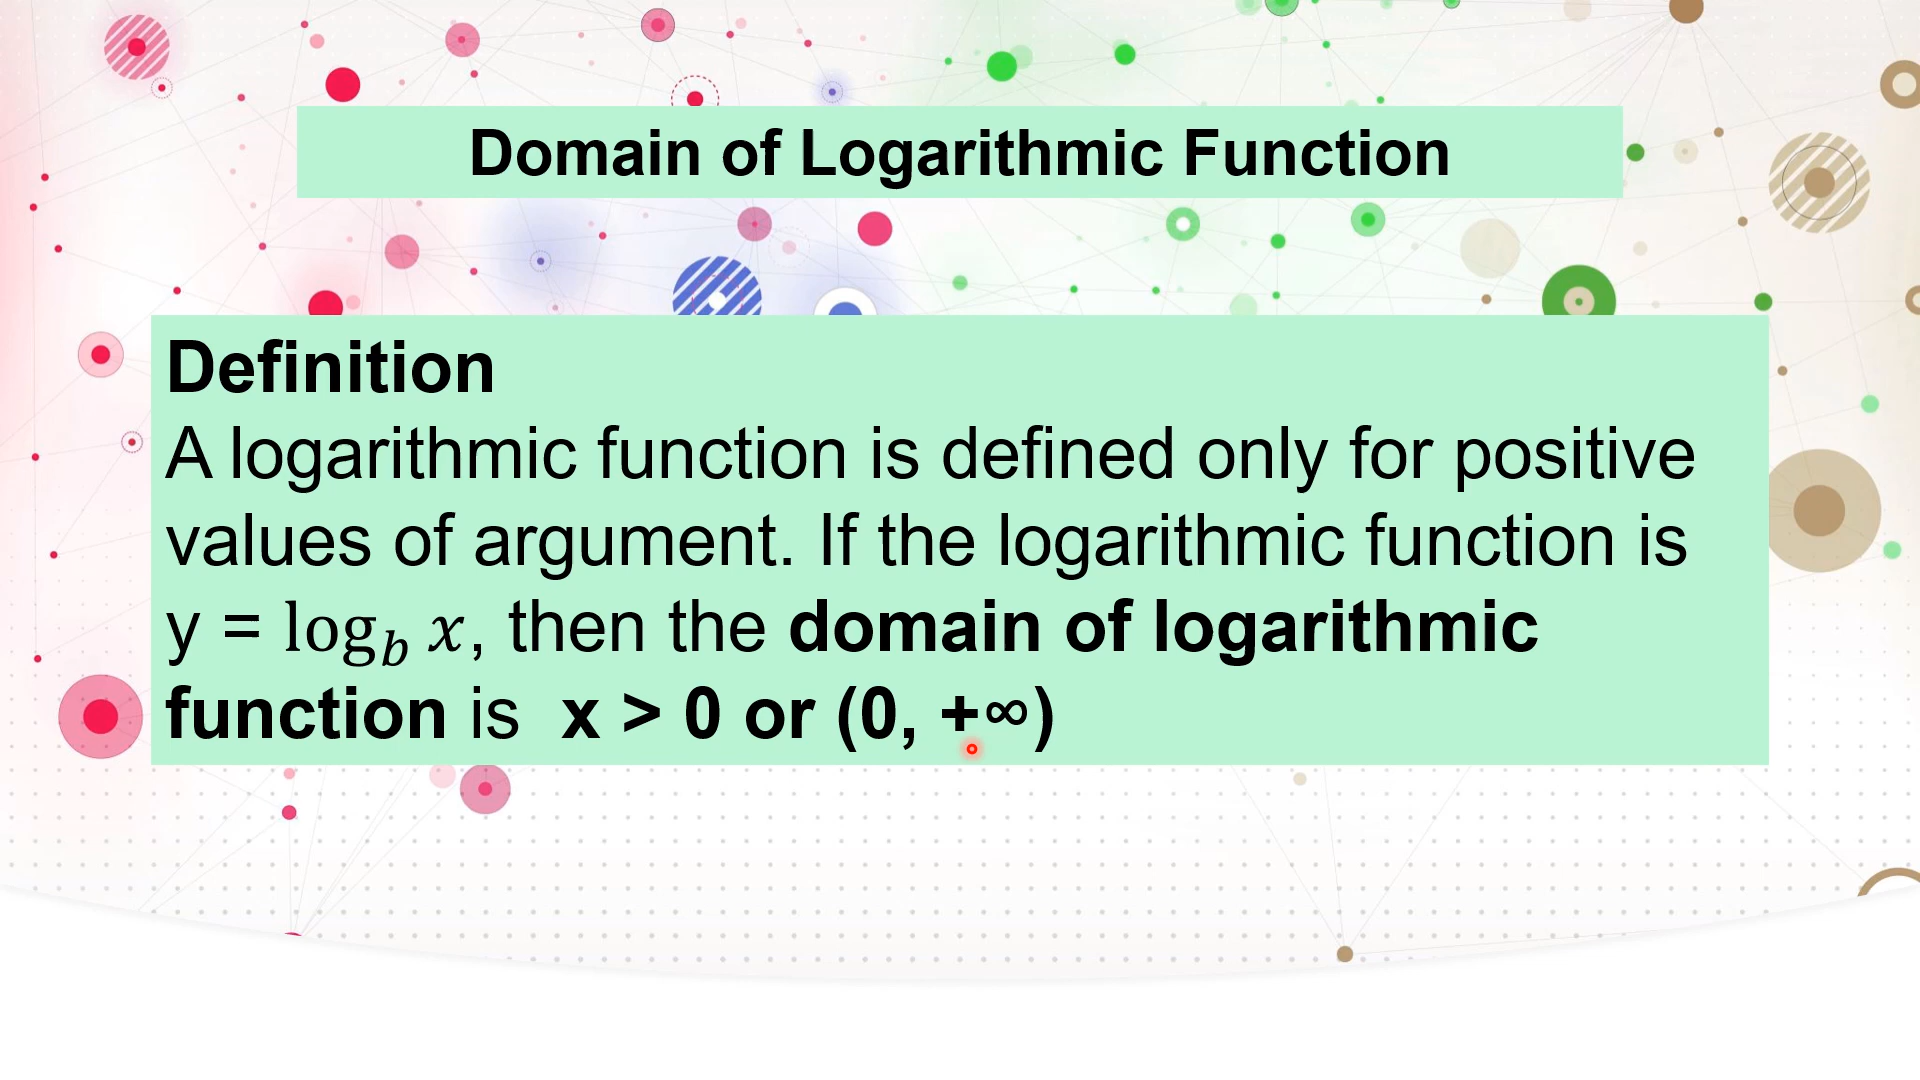 Domain of Logarithmic Function
Definition
A logarithmic function is defined only for positive
values of argument. If the logarithmic function is
y = log_b x, then the domain of logarithmic
function is  x > 0 or (0, +∞)